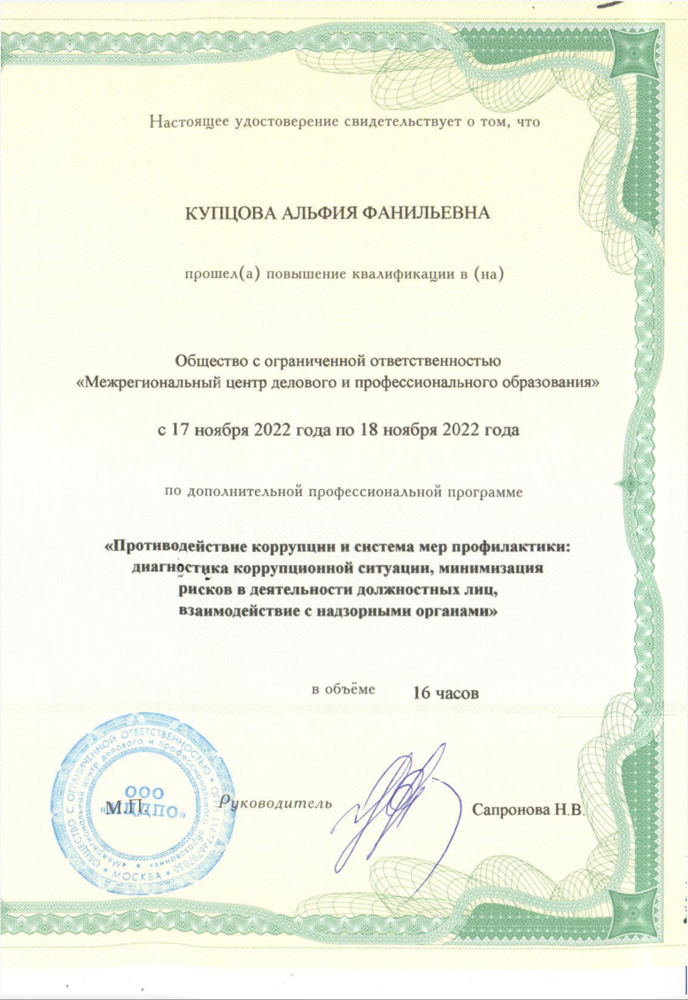 Настоящее удостоверение свидетельствует о том, что
КУПЦОВА АЛЬФИЯ ФАНИЛЬЕВНА
прошел(а) повышение квалификации в (на)
Общество с ограниченной ответственностью
«Межрегиональный центр делового и профессионального образования»
с 17 ноября 2022 года по 18 ноября 2022 года
по дополнительной профессиональной программе
«Противодействие коррупции и система мер профилактики:
диагностика коррупционной ситуации, минимизация
рисков в деятельности должностных лиц,
взаимодействие с надзорными органами»
в объёме 16 часов
ОБЩЕСТВО С ОГРАНИЧЕННОЙ ОТВЕТСТВЕННОСТЬЮ
МОСКВА
«Межрегиональный центр делового и профессионального образования»
ООО
«МЦДПО»
М.П.
Руководитель
Сапронова Н.В.